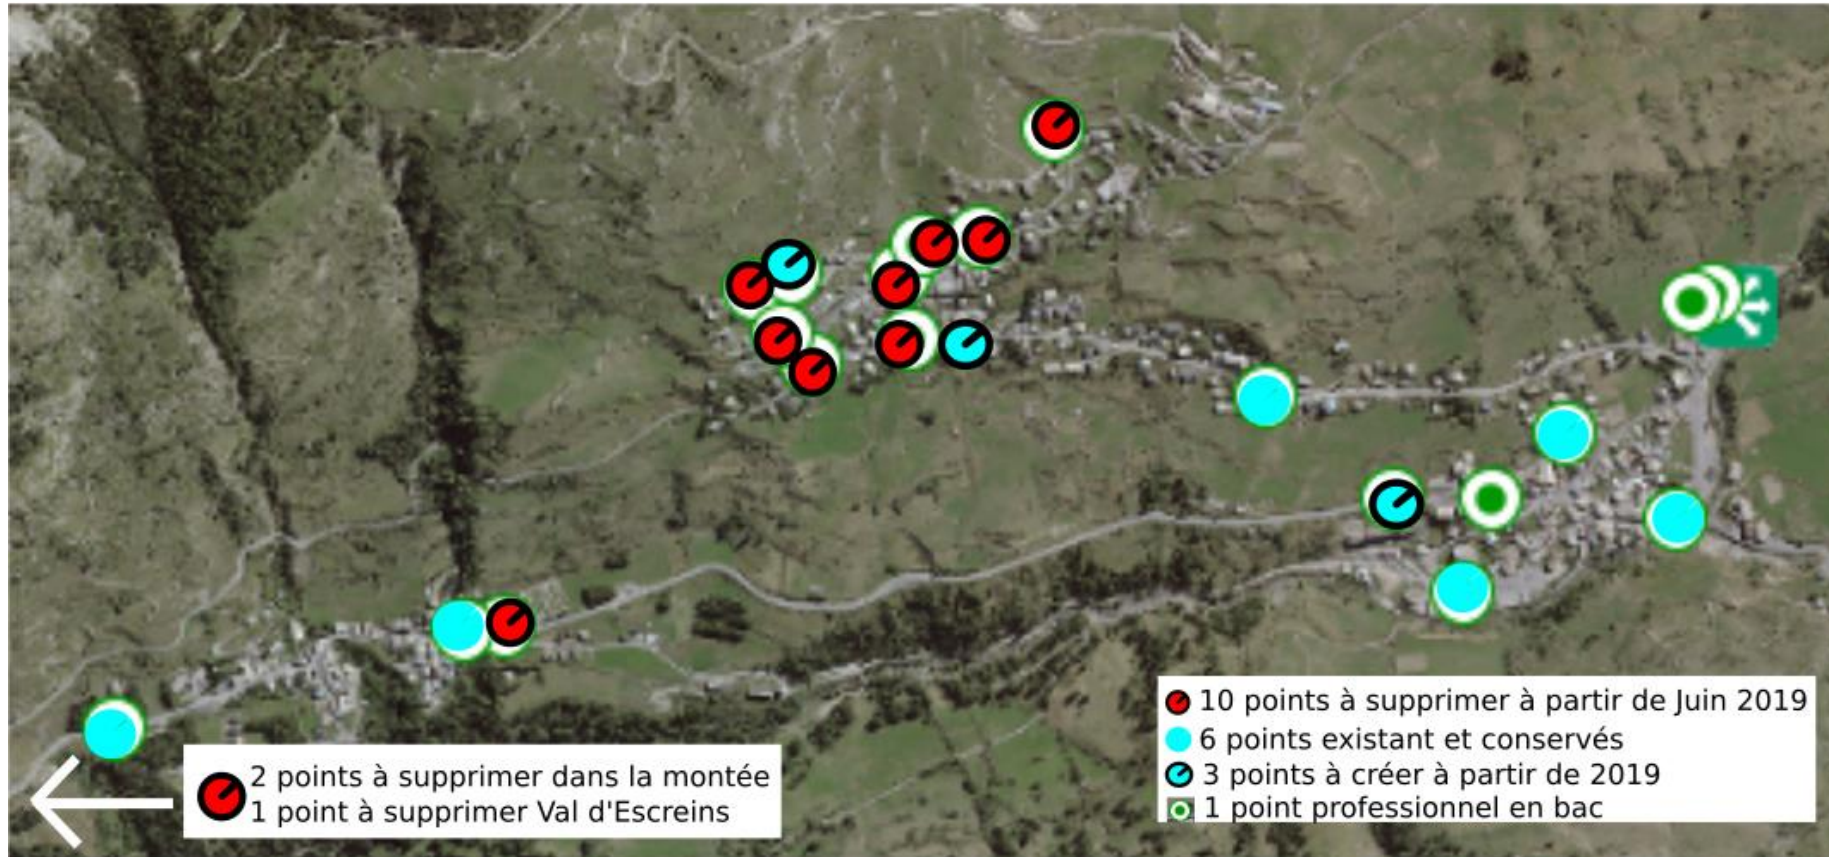 10 points à supprimer à partir de Juin 2019
6 points existant et conservés
3 points à créer à partir de 2019
1 point professionnel en bac
2 points à supprimer dans la montée
1 point à supprimer Val d'Escreins